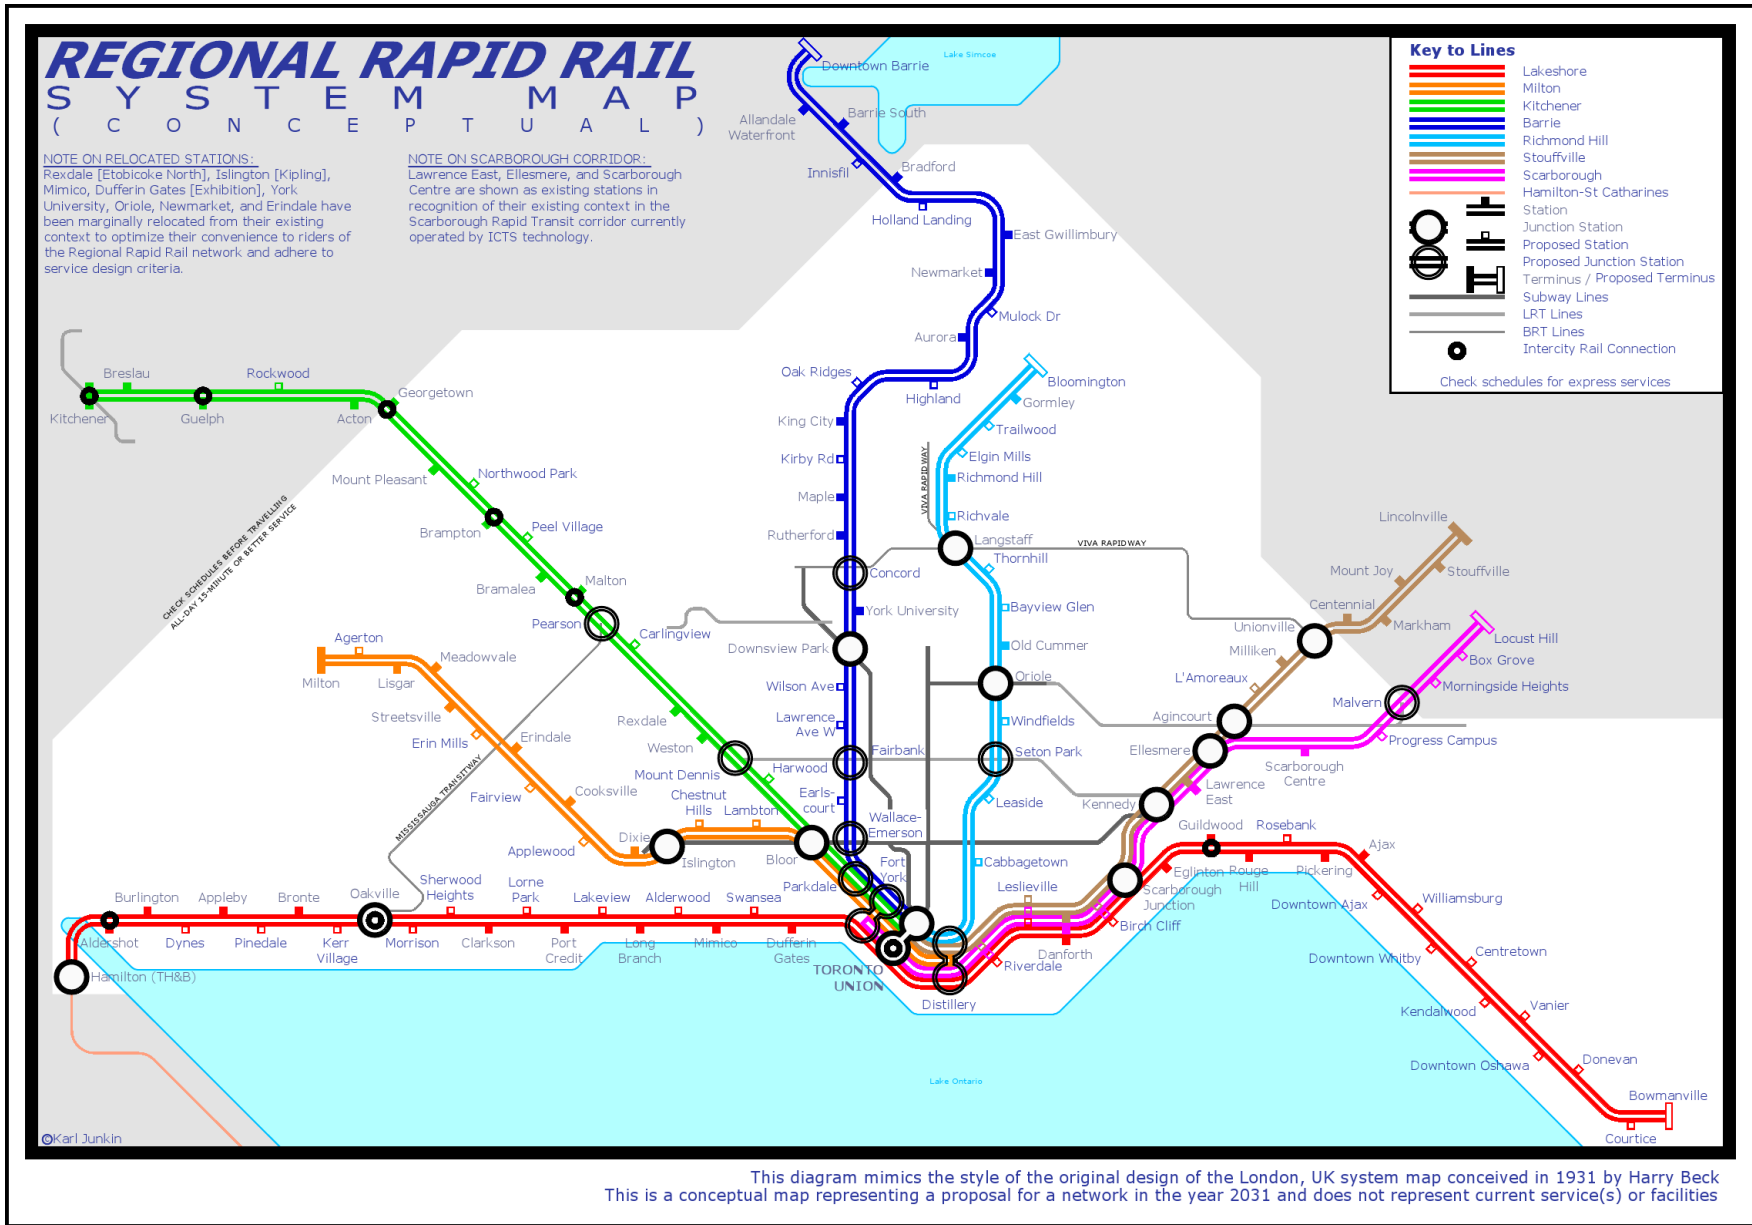 REGIONAL RAPID RAIL
SYSTEM MAP
(CONCEPTUAL)
NOTE ON RELOCATED STATIONS:
Rexdale [Etobicoke North], Islington [Kipling],
Mimico, Dufferin Gates [Exhibition], York
University, Oriole, Newmarket, and Erindale have
been marginally relocated from their existing
context to optimize their convenience to riders of
the Regional Rapid Rail network and adhere to
service design criteria.
NOTE ON SCARBOROUGH CORRIDOR:
Lawrence East, Ellesmere, and Scarborough
Centre are shown as existing stations in
recognition of their existing context in the
Scarborough Rapid Transit corridor currently
operated by ICTS technology.
Key to Lines
Lakeshore
Milton
Kitchener
Barrie
Richmond Hill
Stouffville
Scarborough
Hamilton-St Catharines
Station
Junction Station
Proposed Station
Proposed Junction Station
Terminus / Proposed Terminus
Subway Lines
LRT Lines
BRT Lines
Intercity Rail Connection
Check schedules for express services
Lake Simcoe
Downtown Barrie
Allandale
Waterfront
Barrie South
Innisfil
Bradford
Holland Landing
East Gwillimbury
Newmarket
Mulock Dr
Aurora
Oak Ridges
Highland
King City
Kirby Rd
Maple
Rutherford
Concord
York University
Downsview Park
Wilson Ave
Lawrence
Ave W
Fairbank
Earls-
court
Wallace-
Emerson
Fort
York
Parkdale
Bloomington
Gormley
Trailwood
Elgin Mills
Richmond Hill
Richvale
Langstaff
Thornhill
Bayview Glen
Old Cummer
Oriole
Windfields
Seton Park
Leaside
Cabbagetown
VIVA RAPIDWAY
VIVA RAPIDWAY
Breslau
Rockwood
Georgetown
Kitchener
Guelph
Acton
Mount Pleasant
Northwood Park
Brampton
Peel Village
Bramalea
Malton
Pearson
Carlingview
Rexdale
Weston
Mount Dennis
Harwood
Bloor
CHECK SCHEDULES BEFORE TRAVELLING
ALL-DAY 15-MINUTE OR BETTER SERVICE
Agerton
Milton
Lisgar
Meadowvale
Streetsville
Erin Mills
Erindale
Fairview
Cooksville
Applewood
Dixie
Islington
Chestnut
Hills
Lambton
MISSISSAUGA TRANSITWAY
Lincolnville
Stouffville
Mount Joy
Centennial
Markham
Unionville
Milliken
L'Amoreaux
Agincourt
Ellesmere
Kennedy
Lawrence
East
Scarborough
Centre
Progress Campus
Malvern
Morningside Heights
Box Grove
Locust Hill
Hamilton (TH&B)
Aldershot
Burlington
Dynes
Appleby
Pinedale
Bronte
Kerr
Village
Oakville
Morrison
Sherwood
Heights
Clarkson
Lorne
Park
Port
Credit
Lakeview
Long
Branch
Alderwood
Mimico
Swansea
Dufferin
Gates
TORONTO
UNION
Distillery
Riverdale
Leslieville
Danforth
Birch Cliff
Scarborough
Junction
Eglinton
Guildwood
Rouge
Hill
Rosebank
Pickering
Ajax
Downtown Ajax
Williamsburg
Downtown Whitby
Centretown
Kendalwood
Vanier
Downtown Oshawa
Donevan
Courtice
Bowmanville
Lake Ontario
©Karl Junkin
This diagram mimics the style of the original design of the London, UK system map conceived in 1931 by Harry Beck
This is a conceptual map representing a proposal for a network in the year 2031 and does not represent current service(s) or facilities